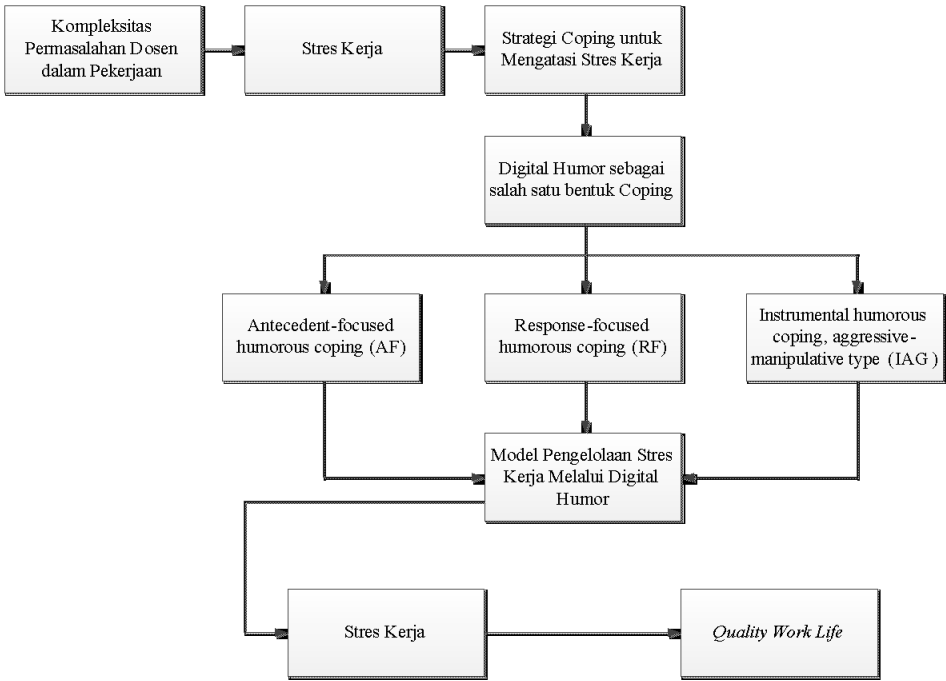 Kompleksitas
Permasalahan Dosen
dalam Pekerjaan
Stres Kerja
Strategi Coping untuk
Mengatasi Stres Kerja
Digital Humor sebagai
salah satu bentuk Coping
Antecedent-focused
humorous coping (AF)
Response-focused
humorous coping (RF)
Instrumental humorous
coping, aggressive-
manipulative type (IAG )
Model Pengelolaan Stres
Kerja Melalui Digital
Humor
Stres Kerja
Quality Work Life